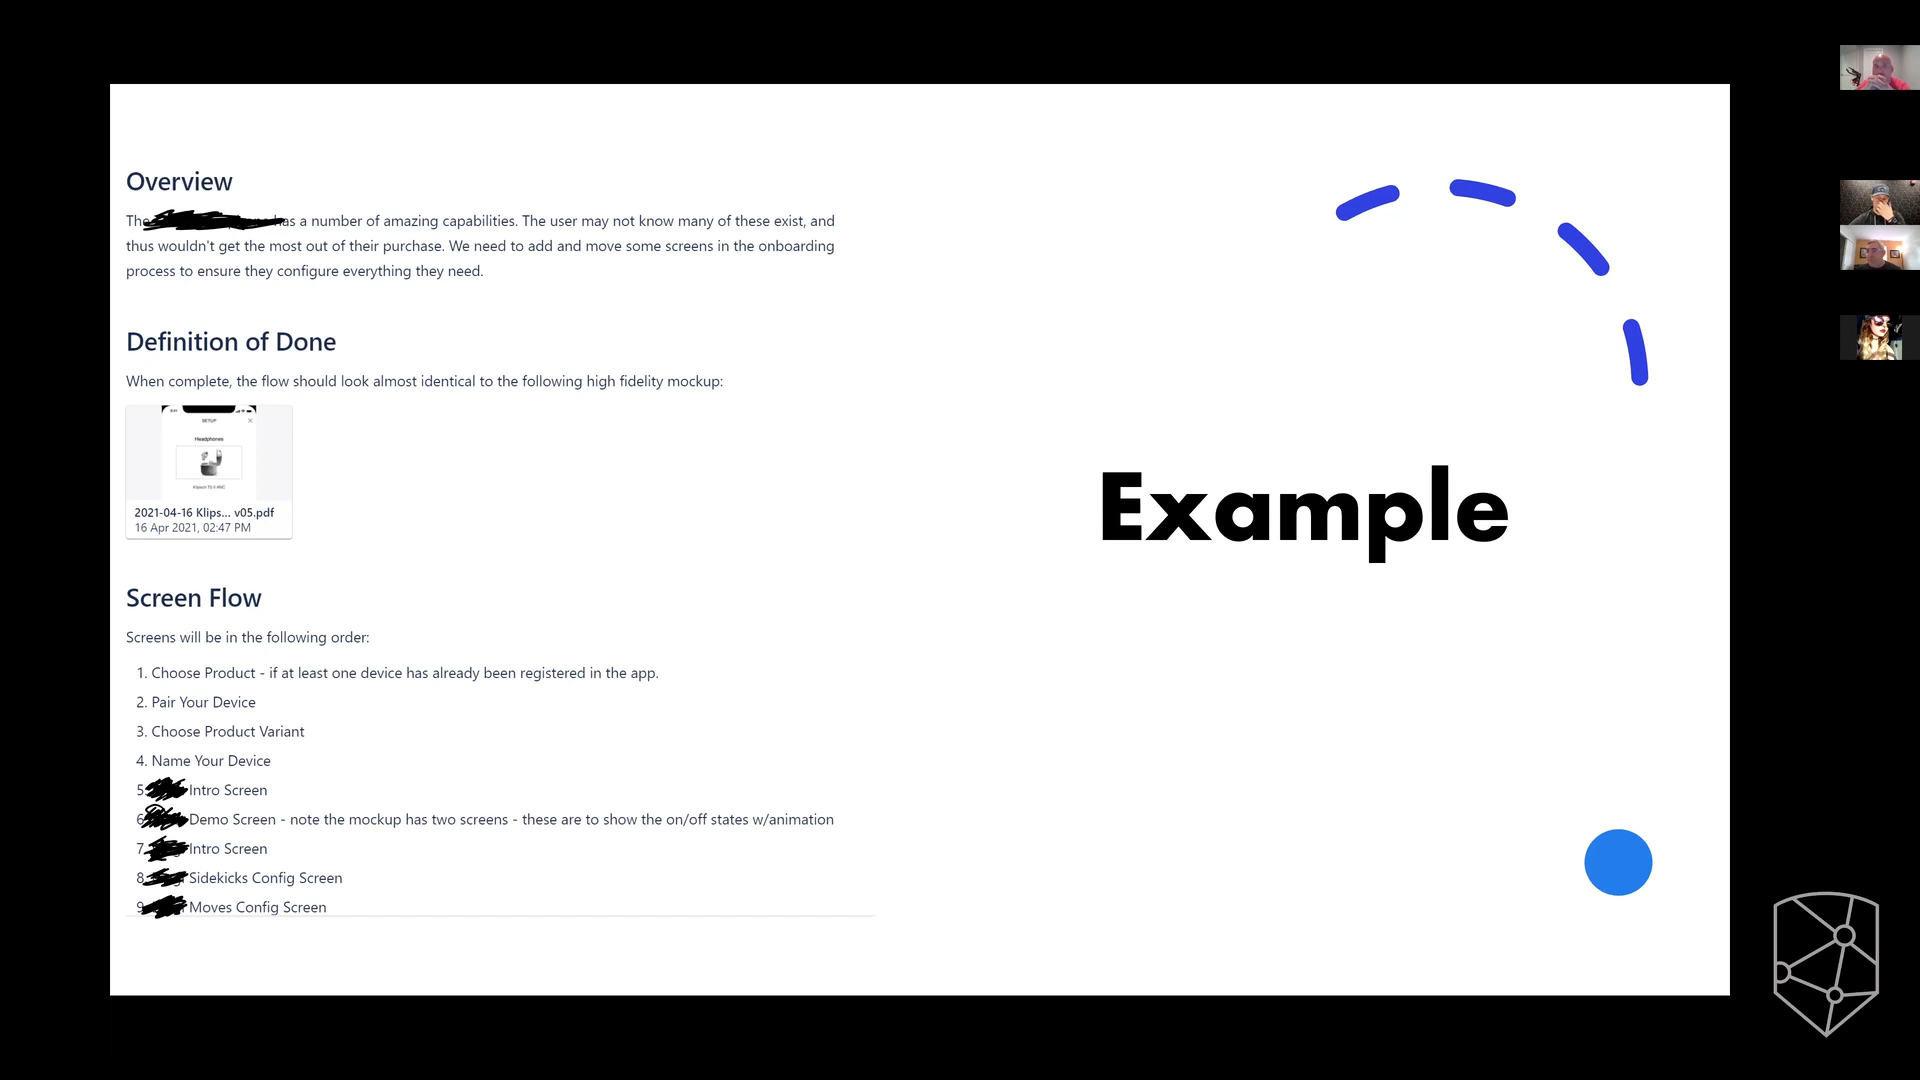 Overview
The has a number of amazing capabilities. The user may not know many of these exist, and
thus wouldn't get the most out of their purchase. We need to add and move some screens in the onboarding
process to ensure they configure everything they need.
Definition of Done
When complete, the flow should look almost identical to the following high fidelity mockup:
SETUP
Headphones
2021-04-16 Klips... v05.pdf
16 Apr 2021, 02:47 PM
Example
Screen Flow
Screens will be in the following order:
1. Choose Product - if at least one device has already been registered in the app.
2. Pair Your Device
3. Choose Product Variant
4. Name Your Device
5. Intro Screen
6. Demo Screen - note the mockup has two screens - these are to show the on/off states w/animation
7. Intro Screen
8. Sidekicks Config Screen
9. Moves Config Screen